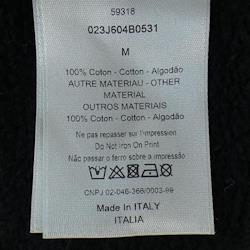 59318
023J604B0531
M
100% Coton - Cotton - Algodão
AUTRE MATERIAU - OTHER
MATERIAL
OUTROS MATERIAIS
100% Coton - Cotton - Algodão
Ne pas repasser sur l'impression
Do Not Iron On Print
Não passar o ferro sobre a impressão
CNPJ 02-046-366/0003-99
Made In ITALY
ITALIA